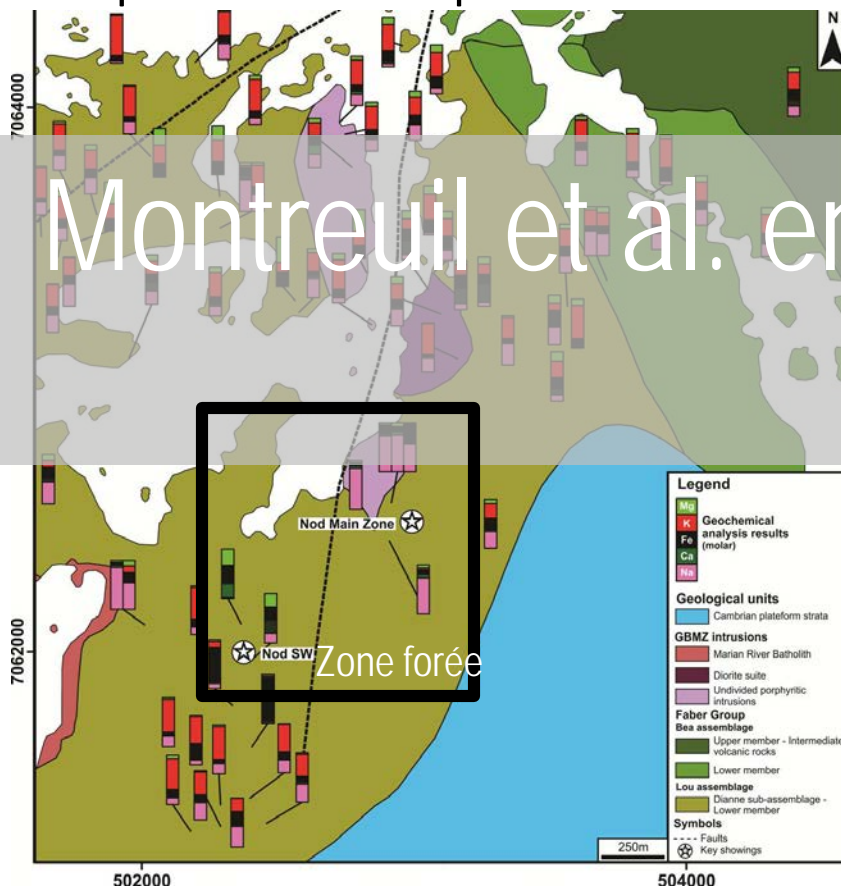 N
7064000
Montreuil et al. en
Nod Main Zone
Nod SW
Zone forée
7062000
Legend
Mg
K
Fe
Ca
Na
Geochemical
analysis results
(molar)
Geological units
Cambrian plateform strata
GBMZ intrusions
Marian River Batholith
Diorite suite
Undivided porphyritic
intrusions
Faber Group
Bea assemblage
Upper member - Intermediate
volcanic rocks
Lower member
Lou assemblage
Dianne sub-assemblage -
Lower member
Symbols
Faults
Key showings
250m
502000
504000